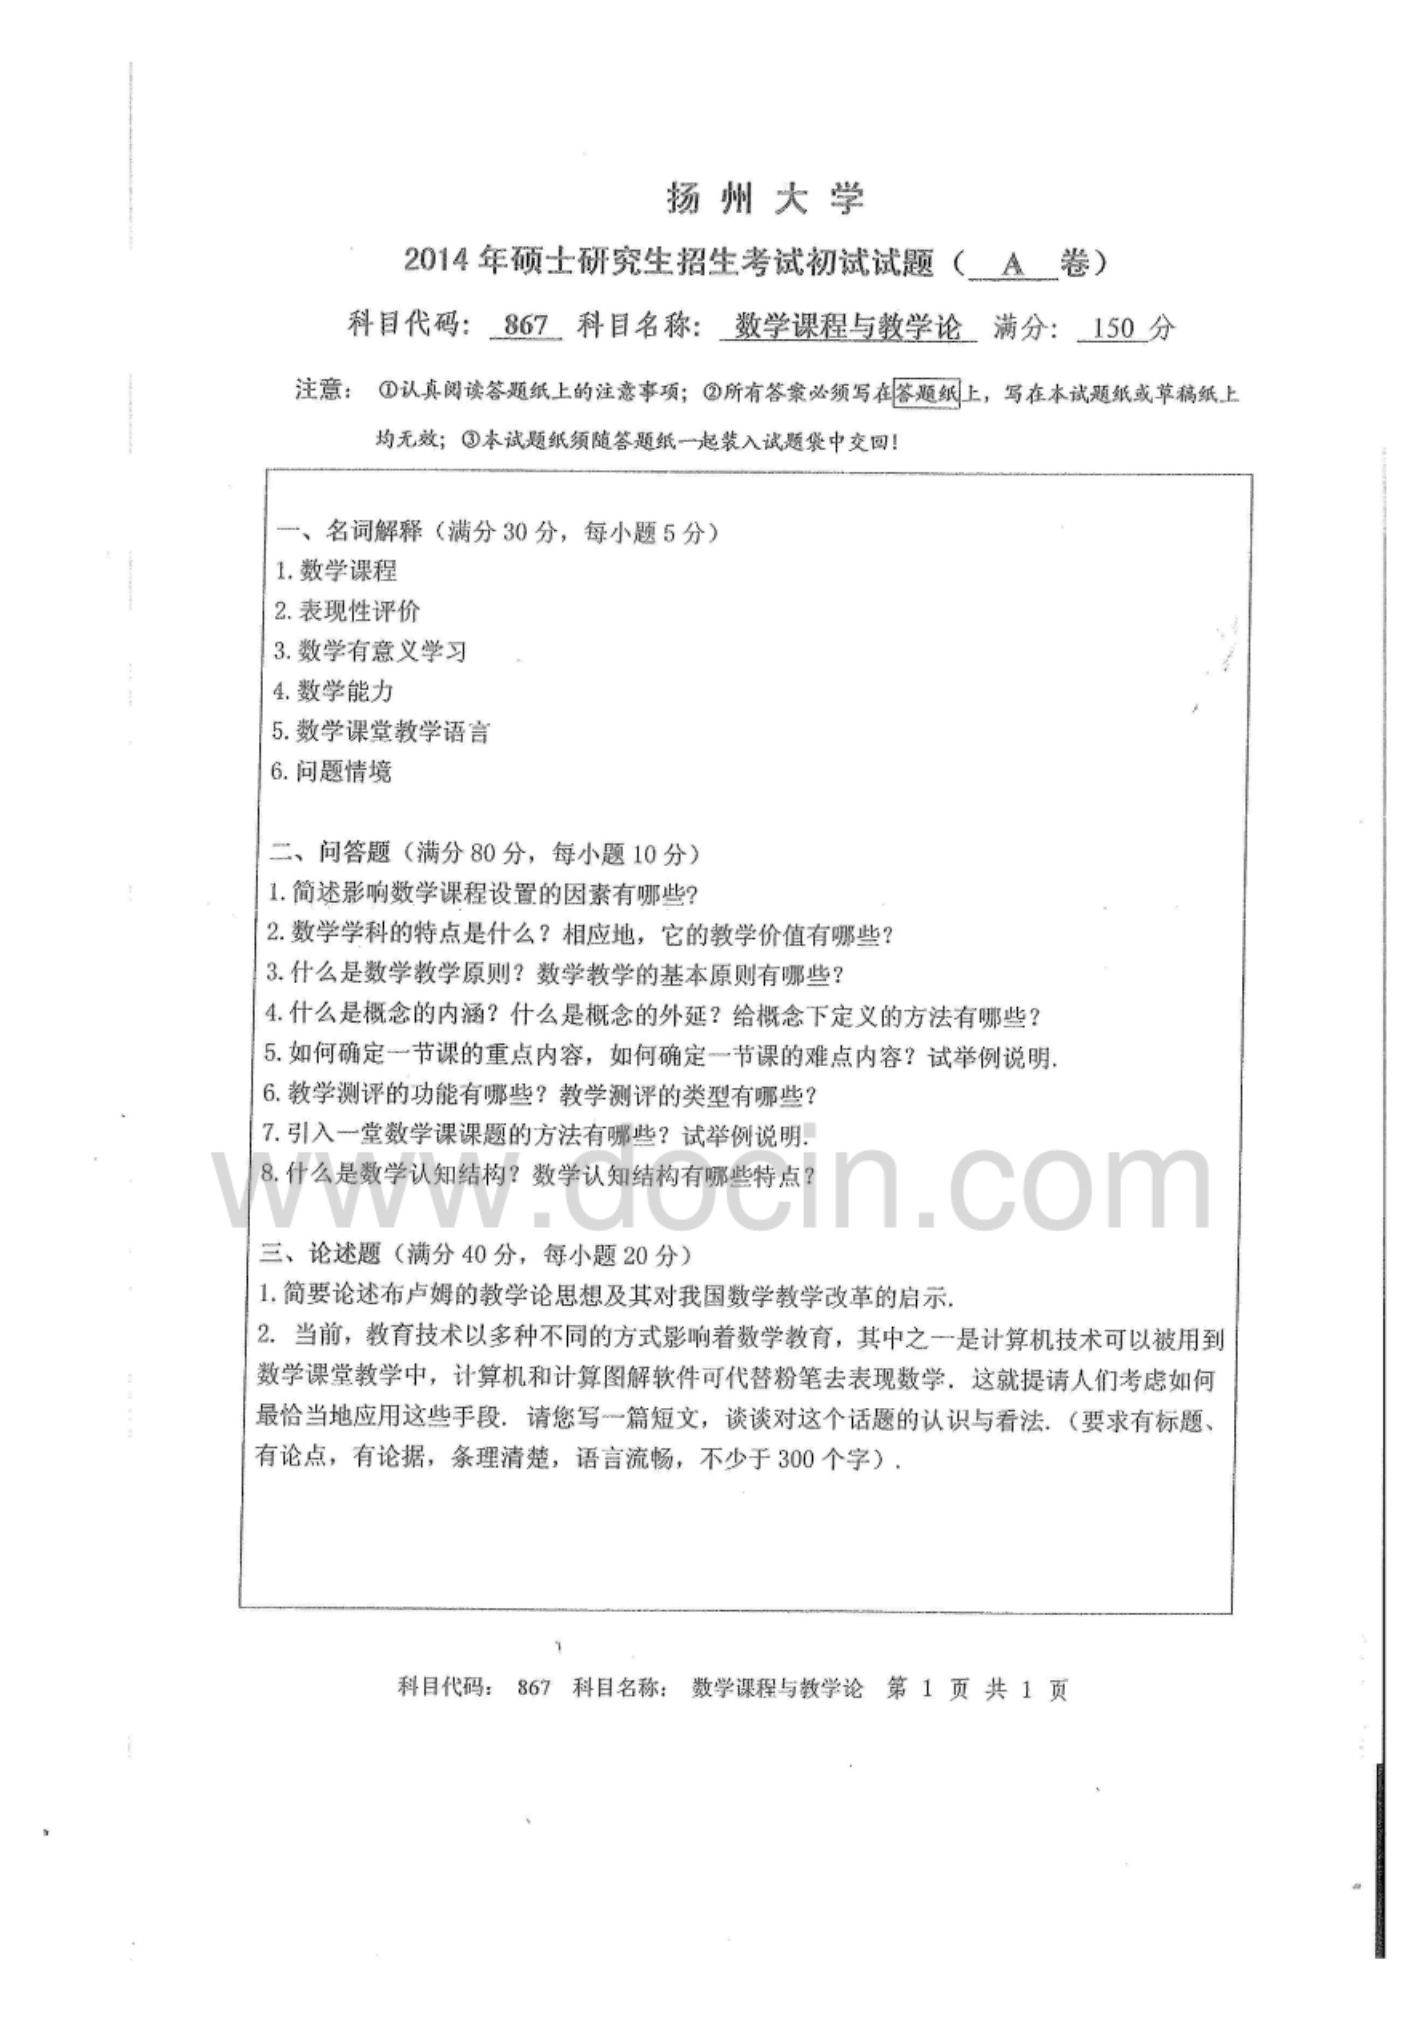 扬 州 大 学
2014 年硕士研究生招生考试初试试题（ A 卷）
科目代码： 867 科目名称： 数学课程与教学论 满分： 150 分
注意： ①认真阅读答题纸上的注意事项；②所有答案必须写在答题纸上，写在本试题纸或草稿纸上
均无效；③本试题纸须随答题纸一起装入试题袋中交回！
一、名词解释（满分 30 分，每小题 5 分）
1. 数学课程
2. 表现性评价
3. 数学有意义学习
4. 数学能力
5. 数学课堂教学语言
6. 问题情境
二、问答题（满分 80 分，每小题 10 分）
1. 简述影响数学课程设置的因素有哪些？
2. 数学学科的特点是什么？相应地，它的教学价值有哪些？
3. 什么是数学教学原则？数学教学的基本原则有哪些？
4. 什么是概念的内涵？什么是概念的外延？给概念下定义的方法有哪些？
5. 如何确定一节课的重点内容，如何确定一节课的难点内容？试举例说明.
6. 教学测评的功能有哪些？教学测评的类型有哪些？
7. 引入一堂数学课课题的方法有哪些？试举例说明.
8. 什么是数学认知结构？数学认知结构有哪些特点？
www.docin.com
三、论述题（满分 40 分，每小题 20 分）
1. 简要论述布卢姆的教学论思想及其对我国数学教学改革的启示.
2. 当前，教育技术以多种不同的方式影响着数学教育，其中之一是计算机技术可以被用到
数学课堂教学中，计算机和计算图解软件可代替粉笔去表现数学．这就提请人们考虑如何
最恰当地应用这些手段．请您写一篇短文，谈谈对这个话题的认识与看法.（要求有标题、
有论点，有论据，条理清楚，语言流畅，不少于 300 个字）.
科目代码： 867 科目名称： 数学课程与教学论 第 1 页 共 1 页